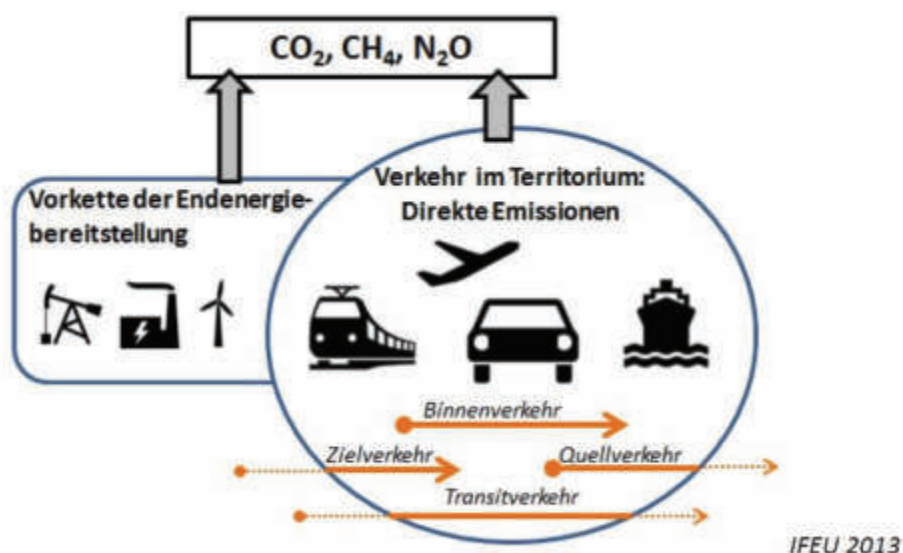 CO₂, CH₄, N₂O
Vorkette der Endenergie-
bereitstellung
Verkehr im Territorium:
Direkte Emissionen
Binnenverkehr
Zielverkehr
Quellverkehr
Transitverkehr
IFEU 2013